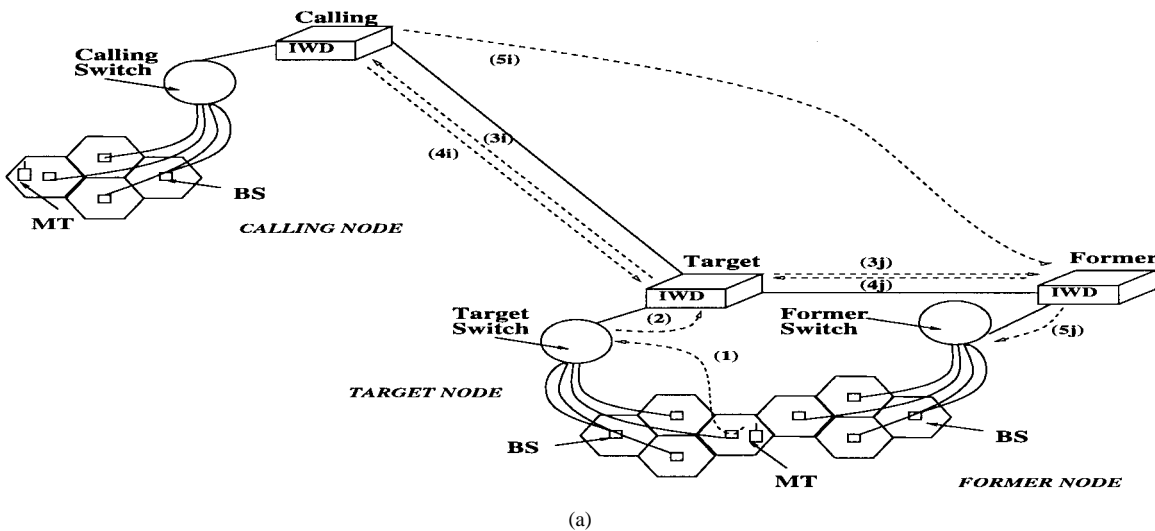 Calling
IWD
(5i)
Calling
Switch
(3i)
(4i)
BS
MT
CALLING NODE
Target
(3j)
Former
IWD
(4j)
IWD
Target
Switch
(2)
Former
Switch
(5j)
(1)
TARGET NODE
BS
BS
MT
FORMER NODE
(a)